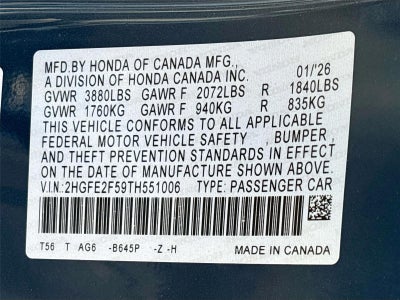 MFD.BY HONDA OF CANADA MFG.,
A DIVISION OF HONDA CANADA INC. 01/'26
GVWR 3880LBS GAWR F 2072LBS R 1840LBS
GVWR 1760KG GAWR F 940KG R 835KG
THIS VEHICLE CONFORMS TO ALL APPLICABLE
FEDERAL MOTOR VEHICLE SAFETY , BUMPER ,
AND THEFT PREVENTION STANDARDS IN EFFECT
ON THE DATE OF MANUFACTURE SHOWN ABOVE.
V.I.N:2HGFE2F59TH551006 TYPE: PASSENGER CAR
T56 T AG6 -B645P -Z -H MADE IN CANADA